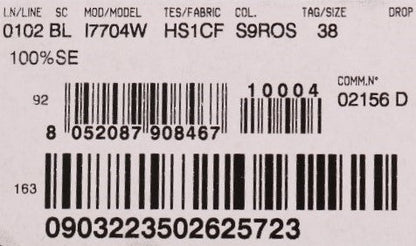 LN/LINE SC MOD/MODEL TES/FABRIC COL. TAG/SIZE DROP
0102 BL I7704W HS1CF S9ROS 38
100%SE
COMM.N°
10004
92
02156 D
8 052087 908467
163
0903223502625723